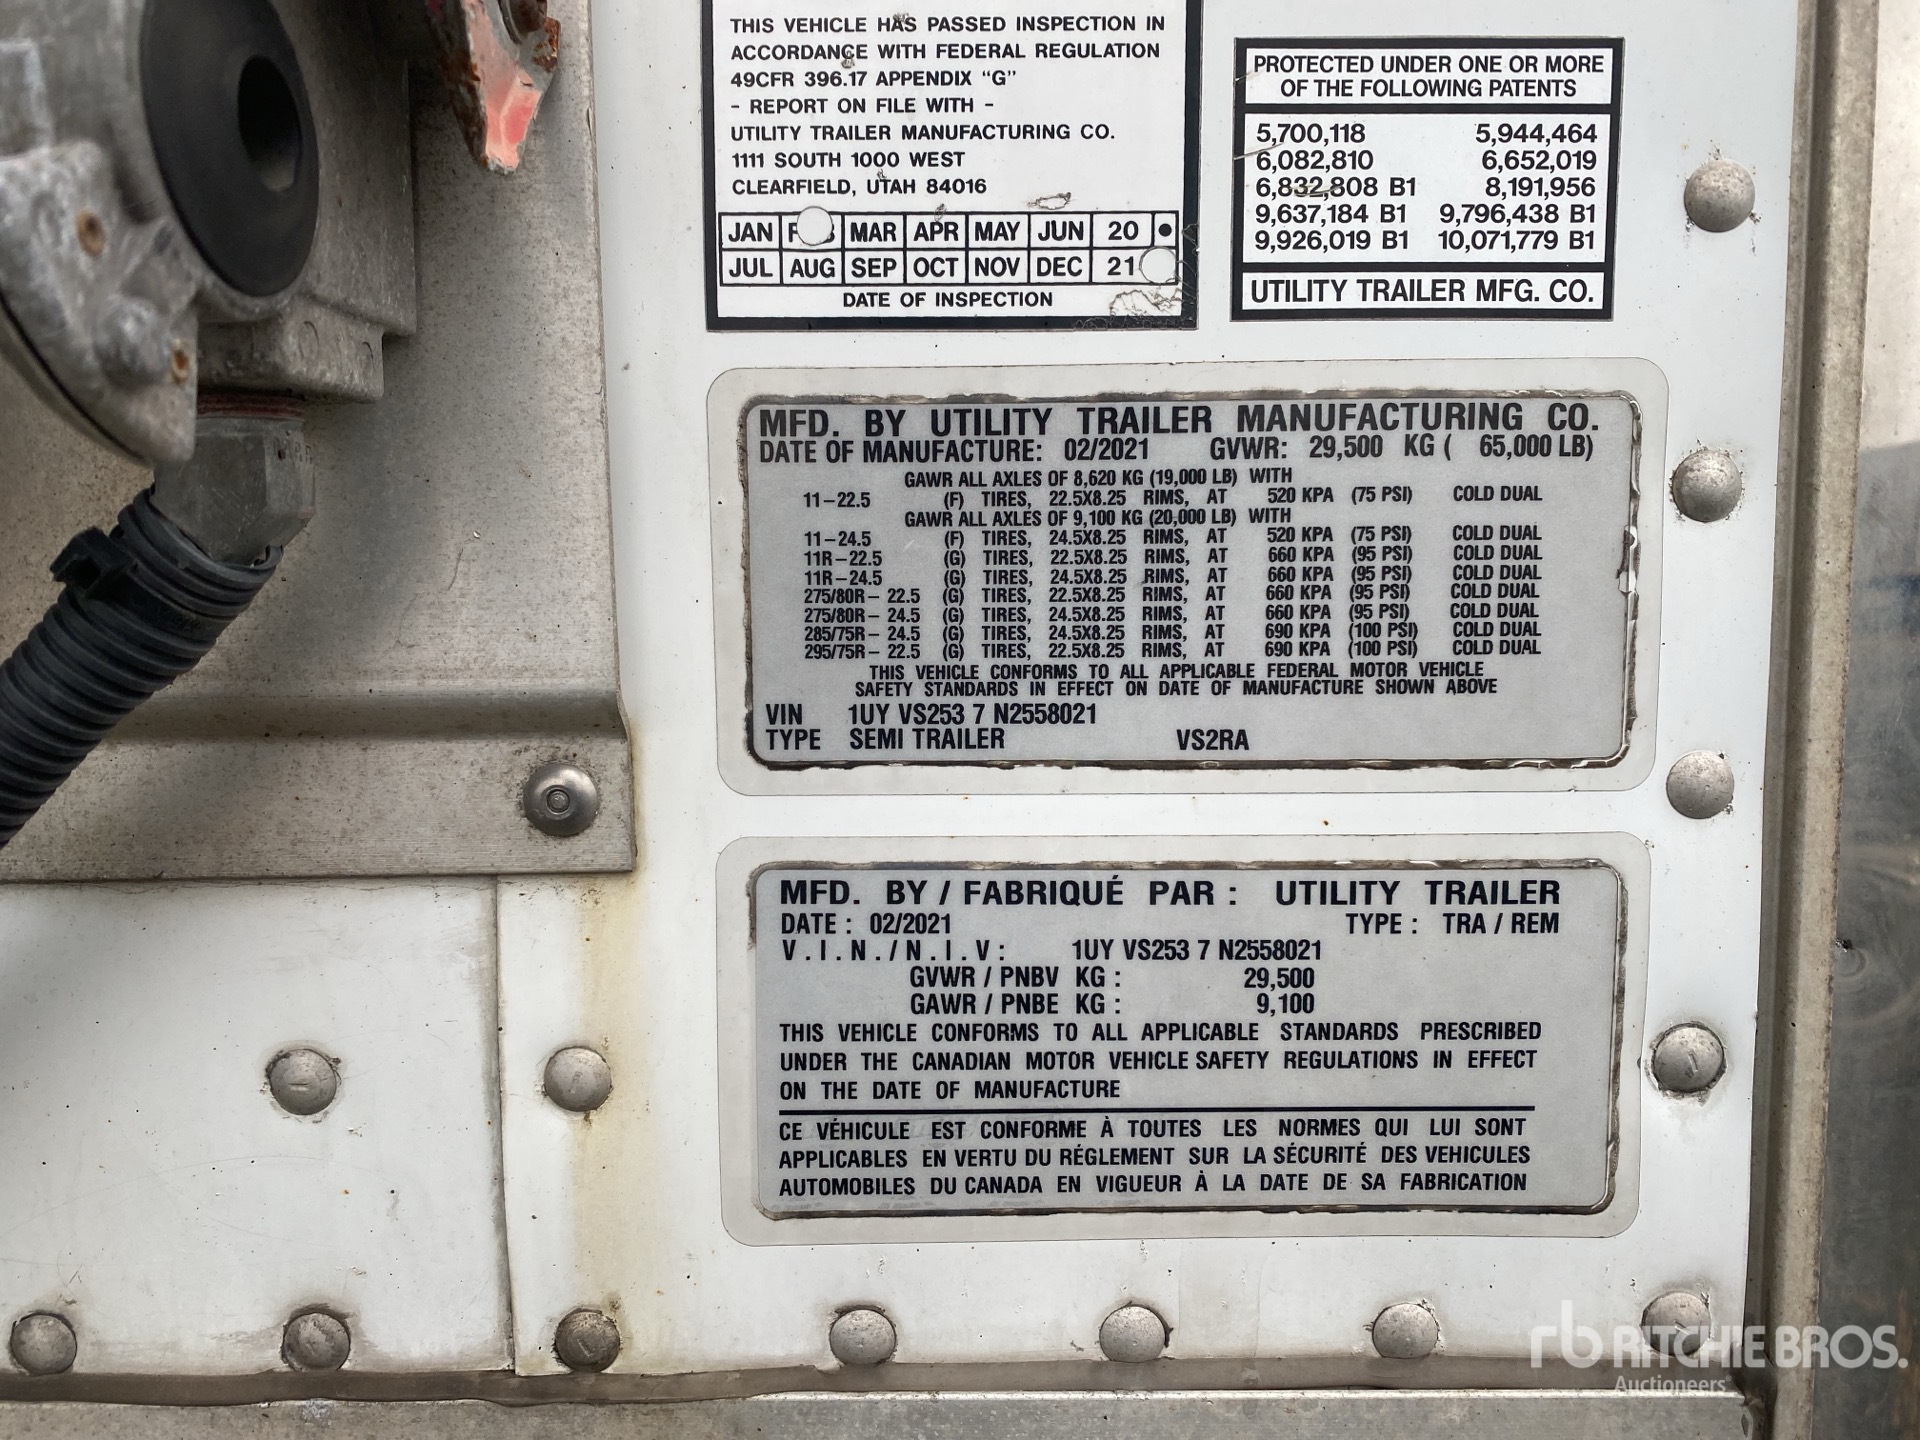 THIS VEHICLE HAS PASSED INSPECTION IN
ACCORDANCE WITH FEDERAL REGULATION
49CFR 396.17 APPENDIX “G”
- REPORT ON FILE WITH -
UTILITY TRAILER MANUFACTURING CO.
1111 SOUTH 1000 WEST
CLEARFIELD, UTAH 84016
JAN MAR APR MAY JUN 20 •
JUL AUG SEP OCT NOV DEC 21
DATE OF INSPECTION
PROTECTED UNDER ONE OR MORE
OF THE FOLLOWING PATENTS
5,700,118 5,944,464
6,082,810 6,652,019
6,832,808 B1 8,191,956
9,637,184 B1 9,796,438 B1
9,926,019 B1 10,071,779 B1
UTILITY TRAILER MFG. CO.
MFD. BY UTILITY TRAILER MANUFACTURING CO.
DATE OF MANUFACTURE: 02/2021 GVWR: 29,500 KG ( 65,000 LB)
GAWR ALL AXLES OF 8,620 KG (19,000 LB) WITH
11-22.5 (F) TIRES, 22.5X8.25 RIMS, AT 520 KPA (75 PSI) COLD DUAL
GAWR ALL AXLES OF 9,100 KG (20,000 LB) WITH
11-24.5 (F) TIRES, 24.5X8.25 RIMS, AT 520 KPA (75 PSI) COLD DUAL
11R-22.5 (G) TIRES, 22.5X8.25 RIMS, AT 660 KPA (95 PSI) COLD DUAL
11R-24.5 (G) TIRES, 24.5X8.25 RIMS, AT 660 KPA (95 PSI) COLD DUAL
275/80R- 22.5 (G) TIRES, 22.5X8.25 RIMS, AT 660 KPA (95 PSI) COLD DUAL
275/80R- 24.5 (G) TIRES, 24.5X8.25 RIMS, AT 660 KPA (95 PSI) COLD DUAL
285/75R- 24.5 (G) TIRES, 24.5X8.25 RIMS, AT 690 KPA (100 PSI) COLD DUAL
295/75R- 22.5 (G) TIRES, 22.5X8.25 RIMS, AT 690 KPA (100 PSI) COLD DUAL
THIS VEHICLE CONFORMS TO ALL APPLICABLE FEDERAL MOTOR VEHICLE
SAFETY STANDARDS IN EFFECT ON DATE OF MANUFACTURE SHOWN ABOVE
VIN 1UY VS253 7 N2558021
TYPE SEMI TRAILER VS2RA
MFD. BY / FABRIQUÉ PAR : UTILITY TRAILER
DATE : 02/2021 TYPE : TRA / REM
V.I.N./N.I.V: 1UY VS253 7 N2558021
GVWR / PNBV KG : 29,500
GAWR / PNBE KG : 9,100
THIS VEHICLE CONFORMS TO ALL APPLICABLE STANDARDS PRESCRIBED
UNDER THE CANADIAN MOTOR VEHICLE SAFETY REGULATIONS IN EFFECT
ON THE DATE OF MANUFACTURE
CE VÉHICULE EST CONFORME À TOUTES LES NORMES QUI LUI SONT
APPLICABLES EN VERTU DU RÉGLEMENT SUR LA SÉCURITÉ DES VEHICULES
AUTOMOBILES DU CANADA EN VIGUEUR À LA DATE DE SA FABRICATION
rb RITCHIE BROS.
Auctioneers